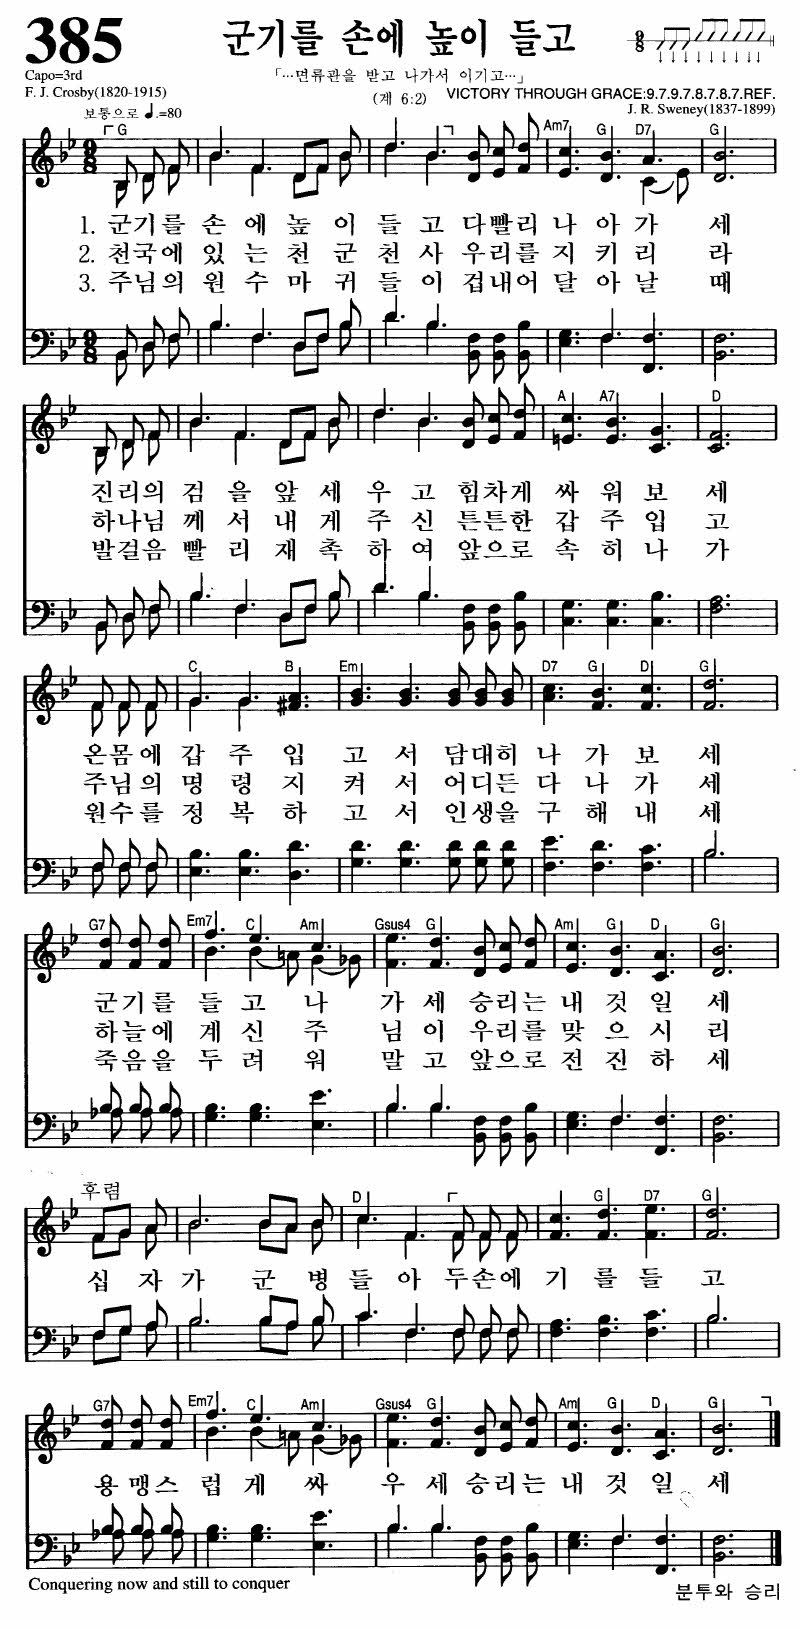 385 군기를 손에 높이 들고
Capo=3rd 「…면류관을 받고 나가서 이기고…」
F. J. Crosby(1820-1915) (계 6:2) VICTORY THROUGH GRACE:9.7.9.7.8.7.8.7.REF.
보통으로 ♩.=80 J. R. Sweney(1837-1899)
9/8
G Am7 G D7 G
1. 군기를 손 에 높 이 들 고 다빨리 나 아 가 세
2. 천국에 있 는 천 군 천 사 우리를 지 키 리 라
3. 주님의 원 수 마 귀 들 이 겁내어 달 아 날 때
A A7 D
진리의 검 을 앞 세 우 고 힘차게 싸 워 보 세
하나님 께 서 내 게 주 신 튼튼한 갑 주 입 고
발걸음 빨 리 재 촉 하 여 앞으로 속 히 나 가
C B Em D7 G D7 G
온몸에 갑 주 입 고 서 담대히 나 가 보 세
주님의 명 령 지 켜 서 어디든 다 나 가 세
원수를 정 복 하 고 서 인생을 구 해 내 세
G7 Em7 C Am Gsus4 G Am G D G
군기를 들 고 나 가 세 승리는 내 것 일 세
하늘에 계 신 주 님 이 우리를 맞 으 시 리
죽음을 두 려 워 말 고 앞으로 전 진 하 세
후렴
D G D7 G
십 자 가 군 병 들 아 두손에 기 를 들 고
G7 Em7 C Am Gsus4 G Am G D G
용맹스 럽 게 싸 우 세 승리는 내 것 일 세
Conquering now and still to conquer 분투와 승리